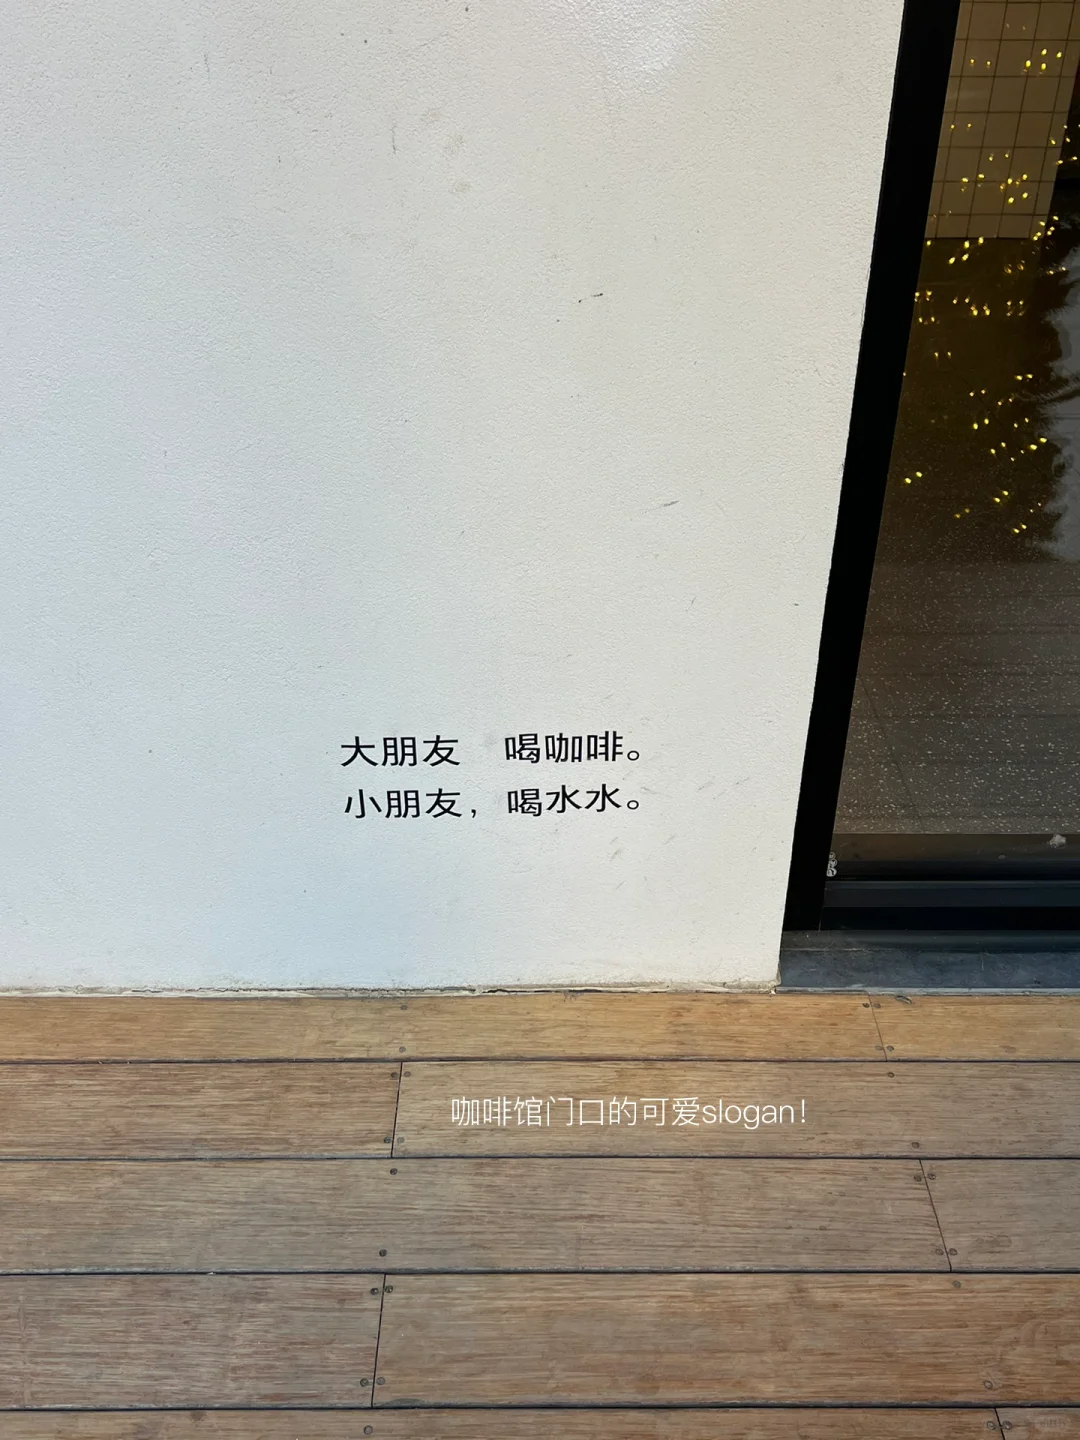 大朋友　喝咖啡。
小朋友，喝水水。
咖啡馆门口的可爱slogan！